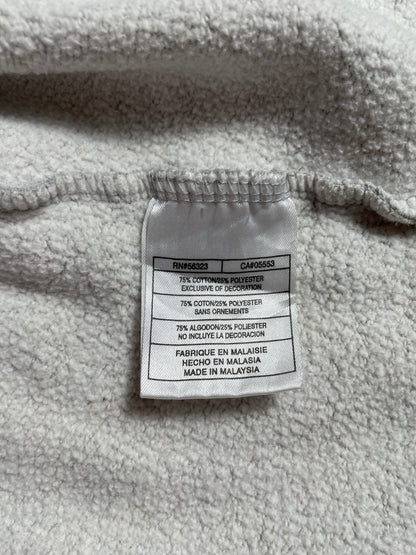 RN#56323 CA#05553
75% COTTON/25% POLYESTER
EXCLUSIVE OF DECORATION
75% COTON/25% POLYESTER
SANS ORNEMENTS
75% ALGODON/25% POLIESTER
NO INCLUYE LA DECORACION
FABRIQUE EN MALAISIE
HECHO EN MALASIA
MADE IN MALAYSIA